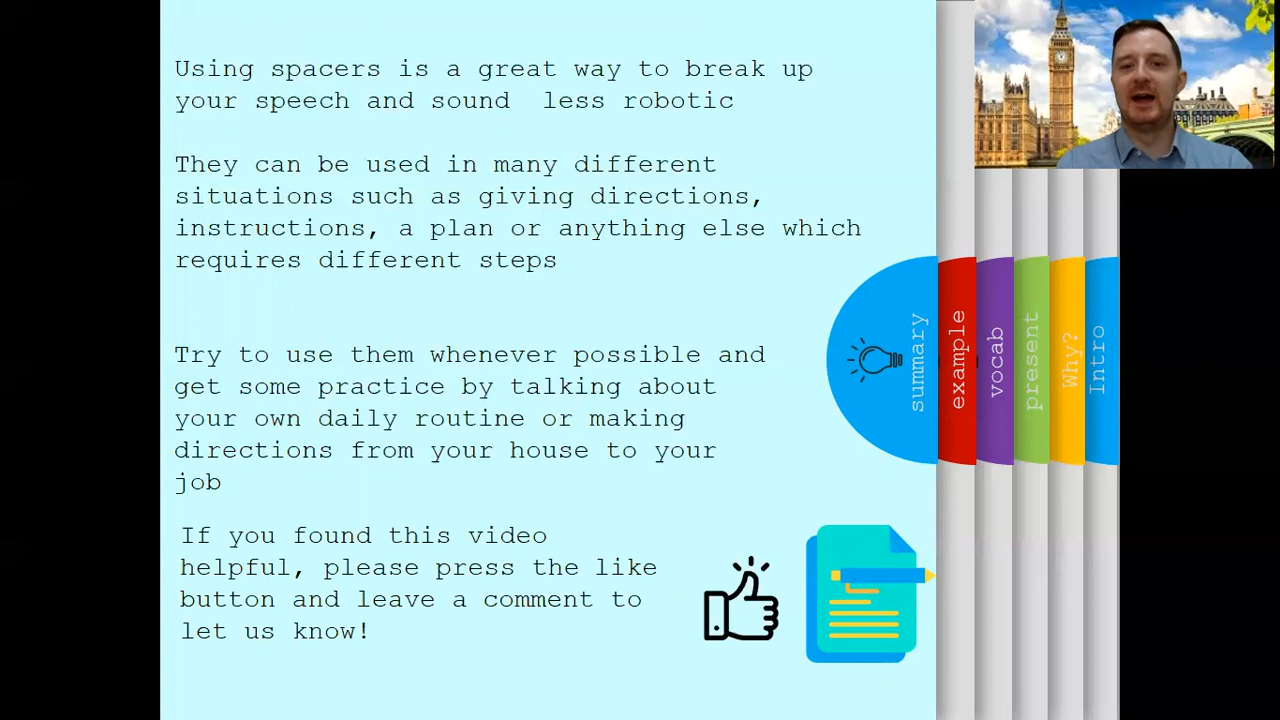 Using spacers is a great way to break up
your speech and sound  less robotic
They can be used in many different
situations such as giving directions,
instructions, a plan or anything else which
requires different steps
Try to use them whenever possible and
get some practice by talking about
your own daily routine or making
directions from your house to your
job
If you found this video
helpful, please press the like
button and leave a comment to
let us know!
summary
example
vocab
present
Why?
Intro